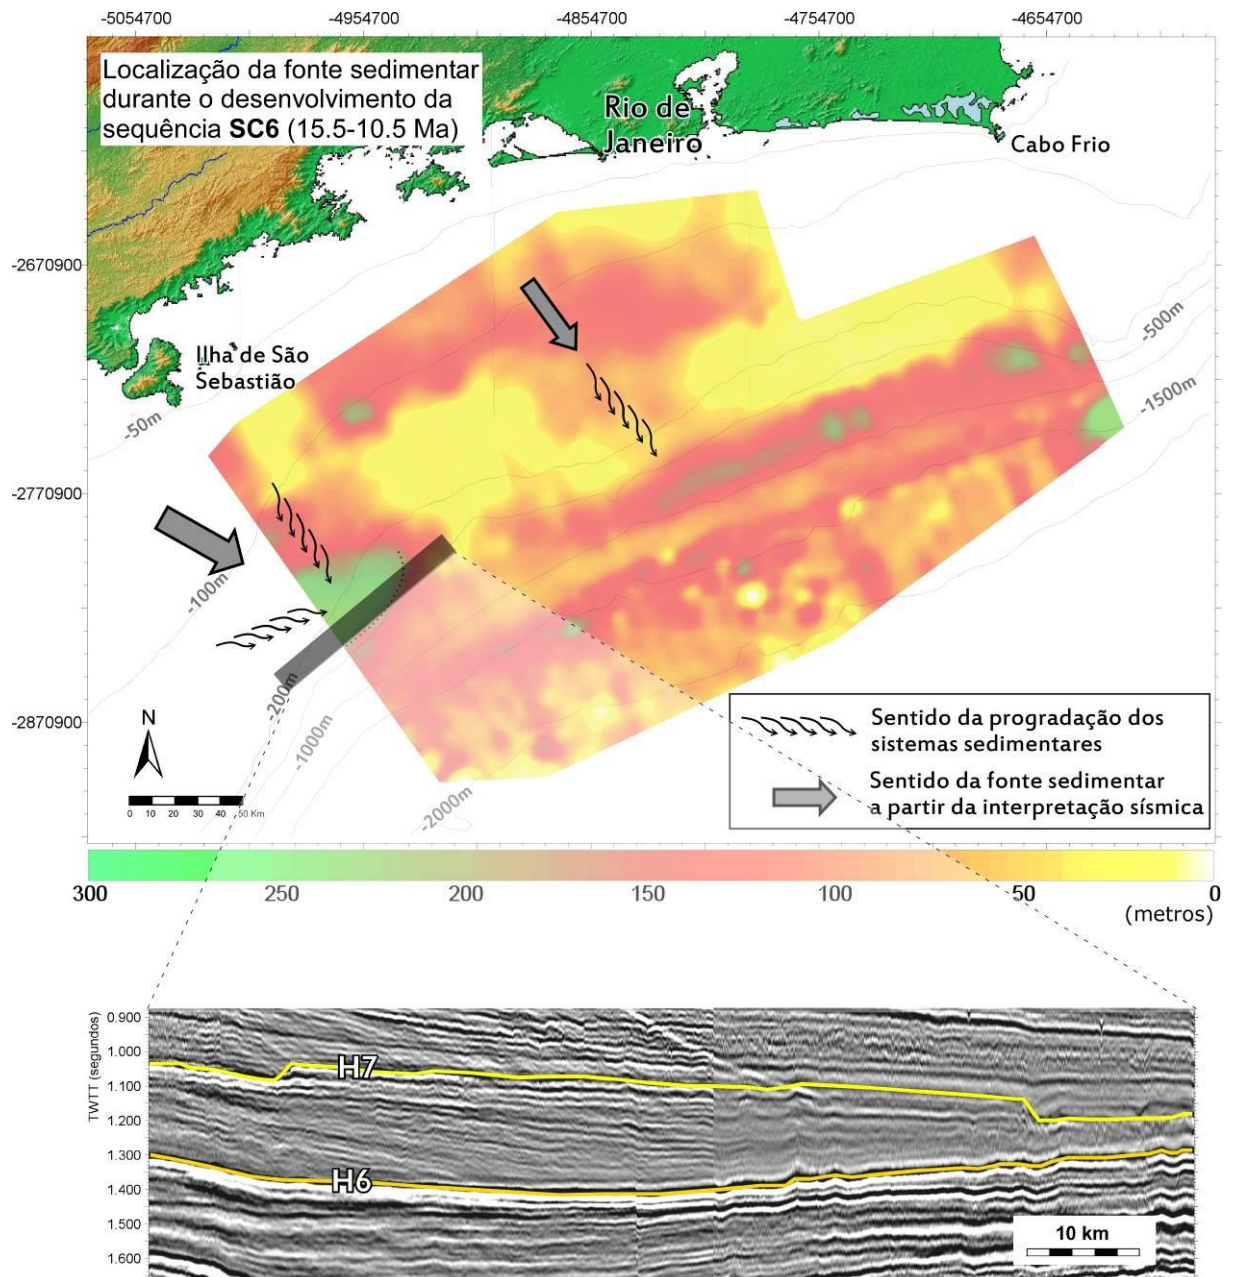 -5054700 -4954700 -4854700 -4754700 -4654700
Localização da fonte sedimentar
durante o desenvolvimento da
sequência SC6 (15.5-10.5 Ma)
Rio de
Janeiro
Cabo Frio
-2670900
-500m
Ilha de São
Sebastião
-50m
-1500m
-2770900
-100m
-200m
-2870900
-1000m
-2000m
N
0 10 20 30 40 50 Km
Sentido da progradação dos
sistemas sedimentares
Sentido da fonte sedimentar
a partir da interpretação sísmica
300 250 200 150 100 50 0
(metros)
TWTT (segundos)
0.900
1.000
1.100
1.200
1.300
1.400
1.500
1.600
H7
H6
10 km